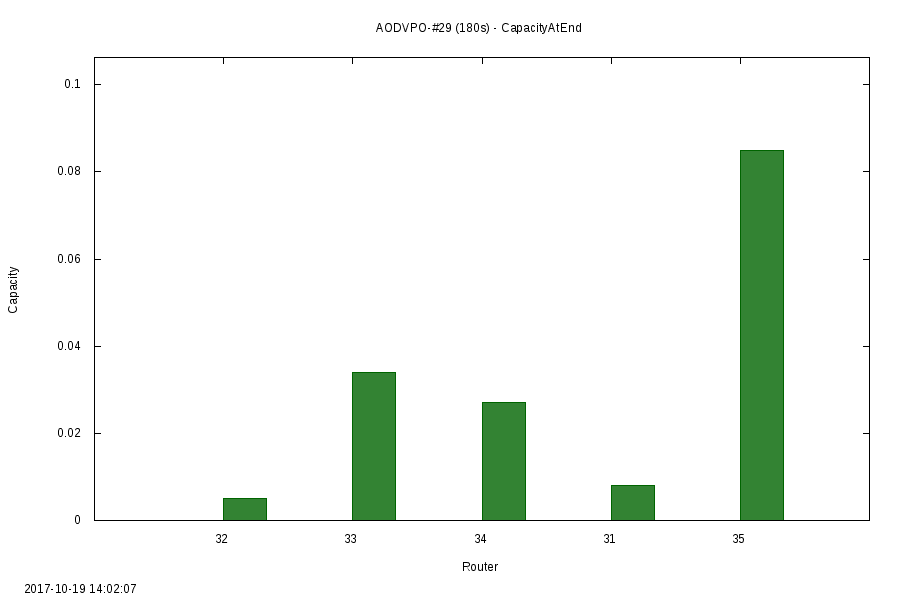 AODVPO-#29 (180s) - CapacityAtEnd
0.1
0.08
0.06
0.04
0.02
0
Capacity
32 33 34 31 35
Router
2017-10-19 14:02:07